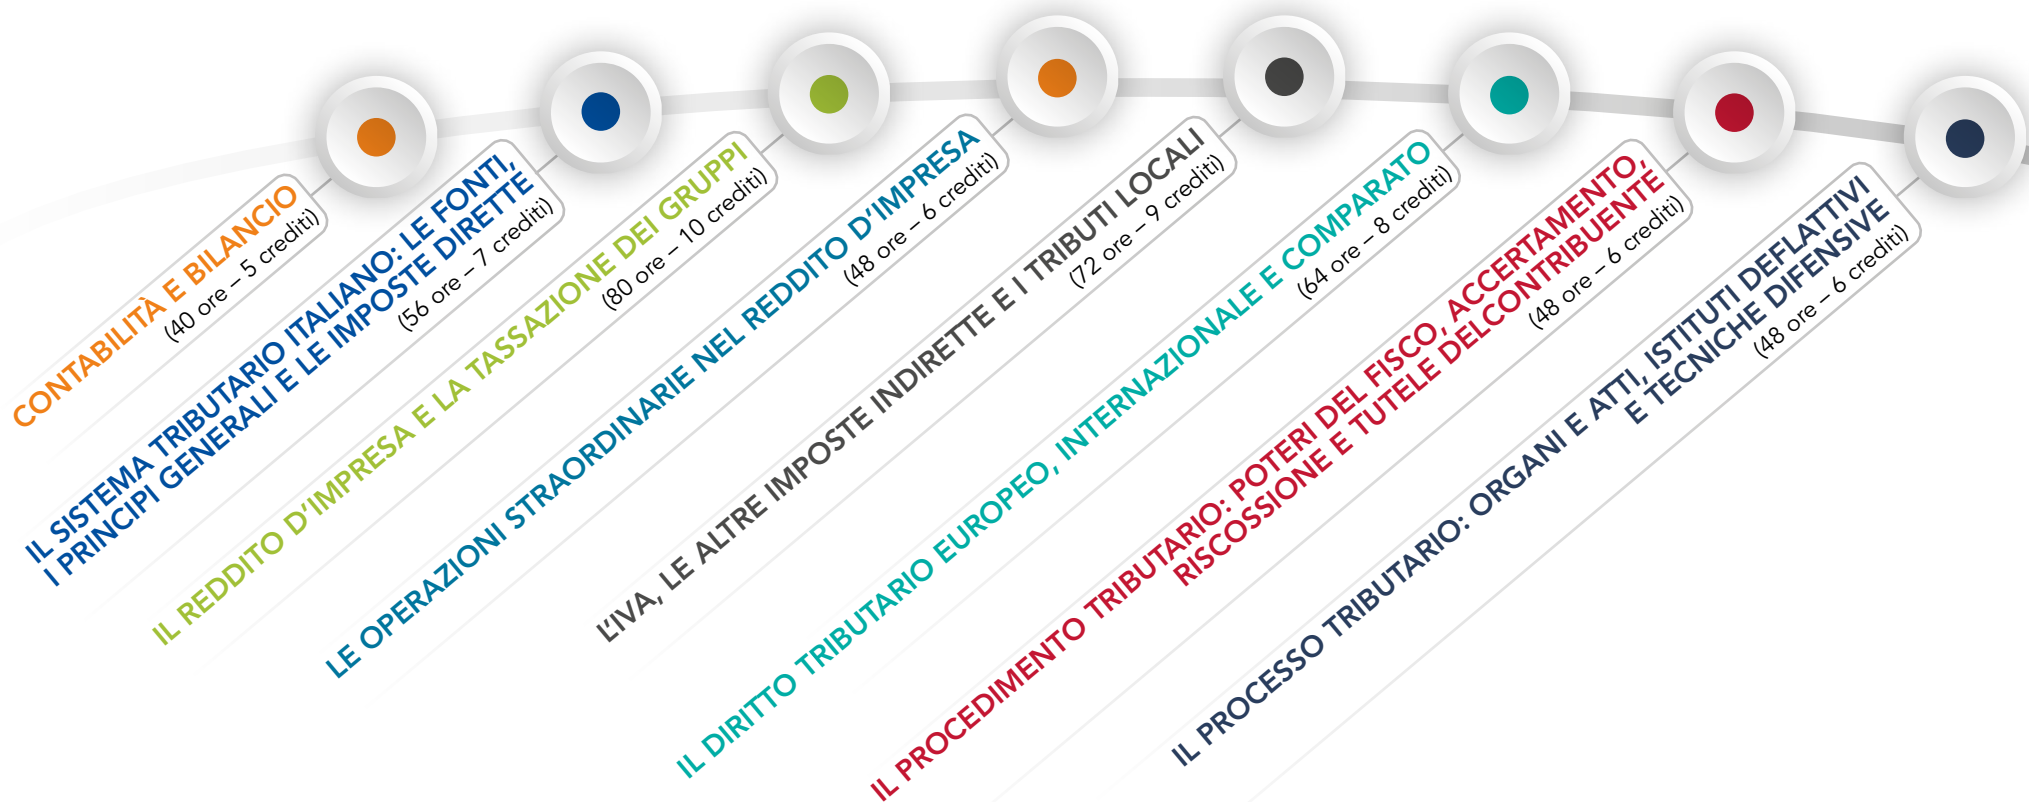 CONTABILITÀ E BILANCIO
(40 ore – 5 crediti)
IL SISTEMA TRIBUTARIO ITALIANO: LE FONTI,
I PRINCIPI GENERALI E LE IMPOSTE DIRETTE
(56 ore – 7 crediti)
IL REDDITO D'IMPRESA E LA TASSAZIONE DEI GRUPPI
(80 ore – 10 crediti)
LE OPERAZIONI STRAORDINARIE NEL REDDITO D'IMPRESA
(48 ore – 6 crediti)
L'IVA, LE ALTRE IMPOSTE INDIRETTE E I TRIBUTI LOCALI
(72 ore – 9 crediti)
IL DIRITTO TRIBUTARIO EUROPEO, INTERNAZIONALE E COMPARATO
(64 ore – 8 crediti)
IL PROCEDIMENTO TRIBUTARIO: POTERI DEL FISCO, ACCERTAMENTO,
RISCOSSIONE E TUTELE DELCONTRIBUENTE
(48 ore – 6 crediti)
IL PROCESSO TRIBUTARIO: ORGANI E ATTI, ISTITUTI DEFLATTIVI
E TECNICHE DIFENSIVE
(48 ore – 6 crediti)